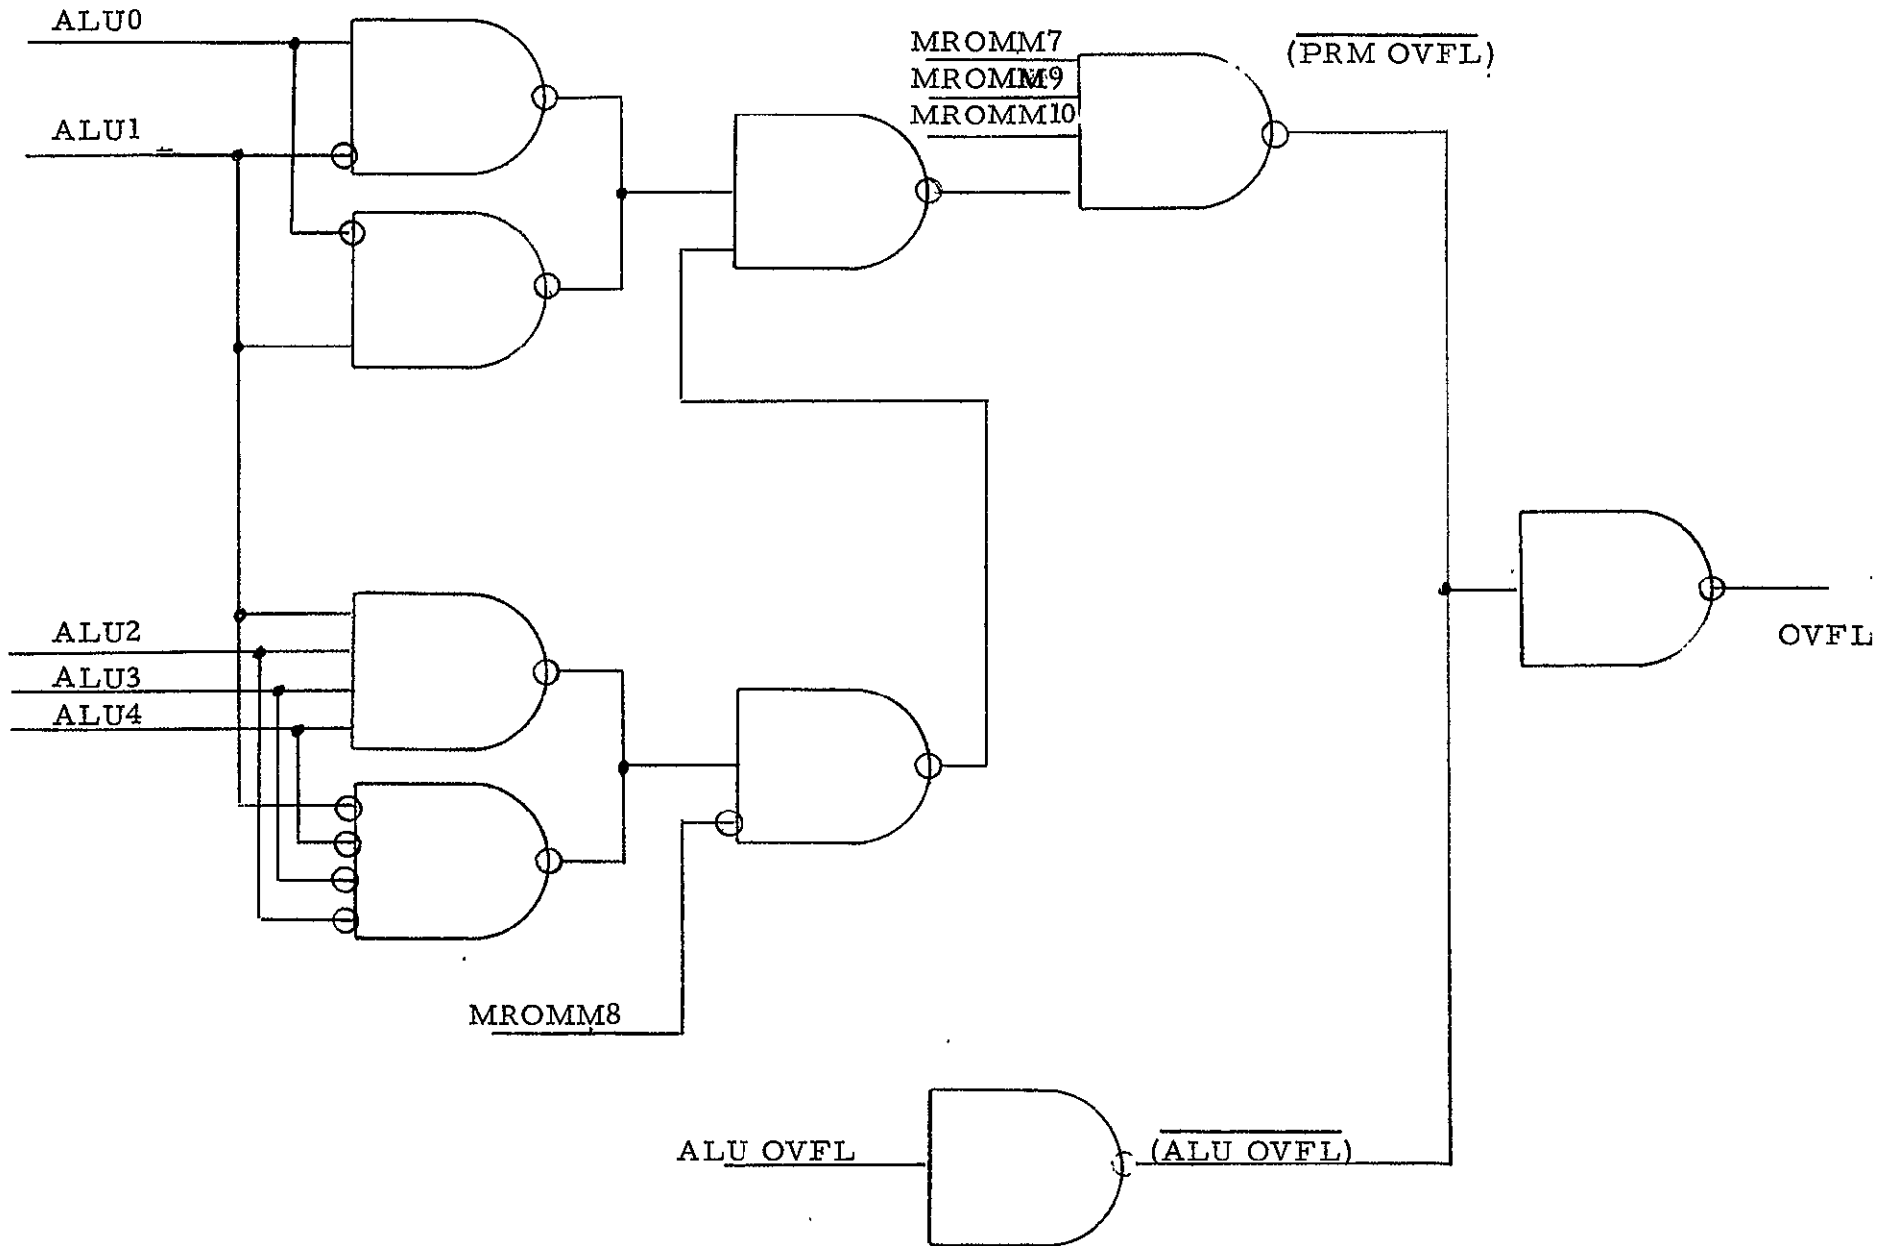 ALU0
ALU1
MROMM7
MROMM9
MROMM10
(PRM OVFL)
ALU2
ALU3
ALU4
OVFL
MROMM8
ALU OVFL
(ALU OVFL)